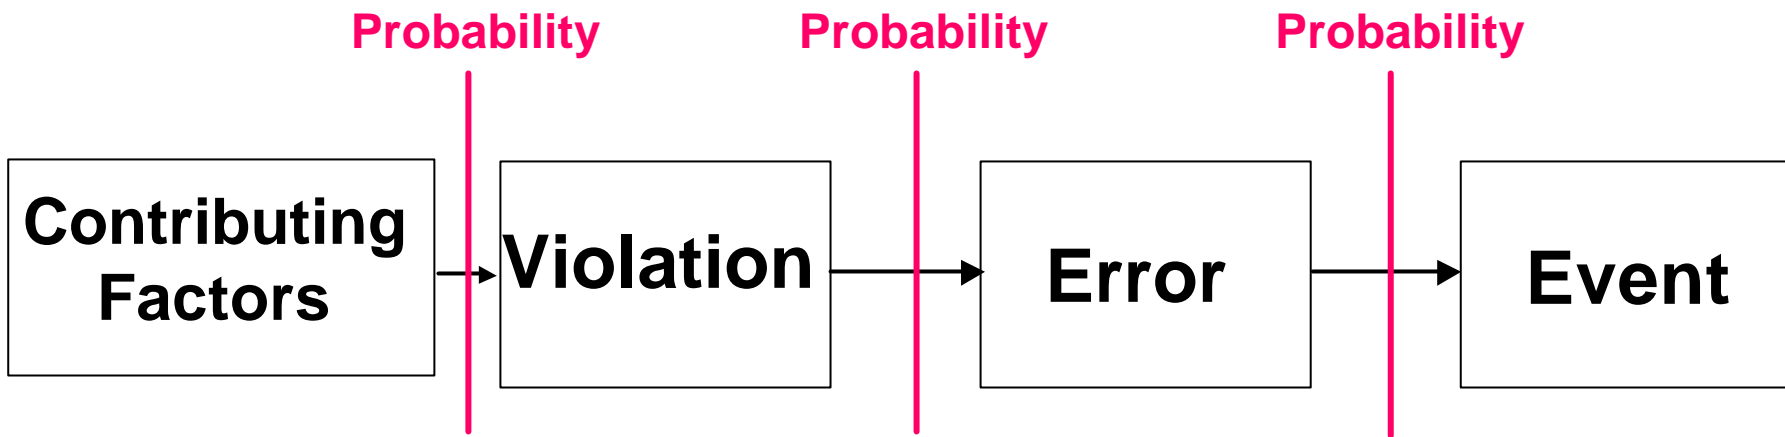 Probability Probability Probability
Contributing
Factors
Violation
Error
Event